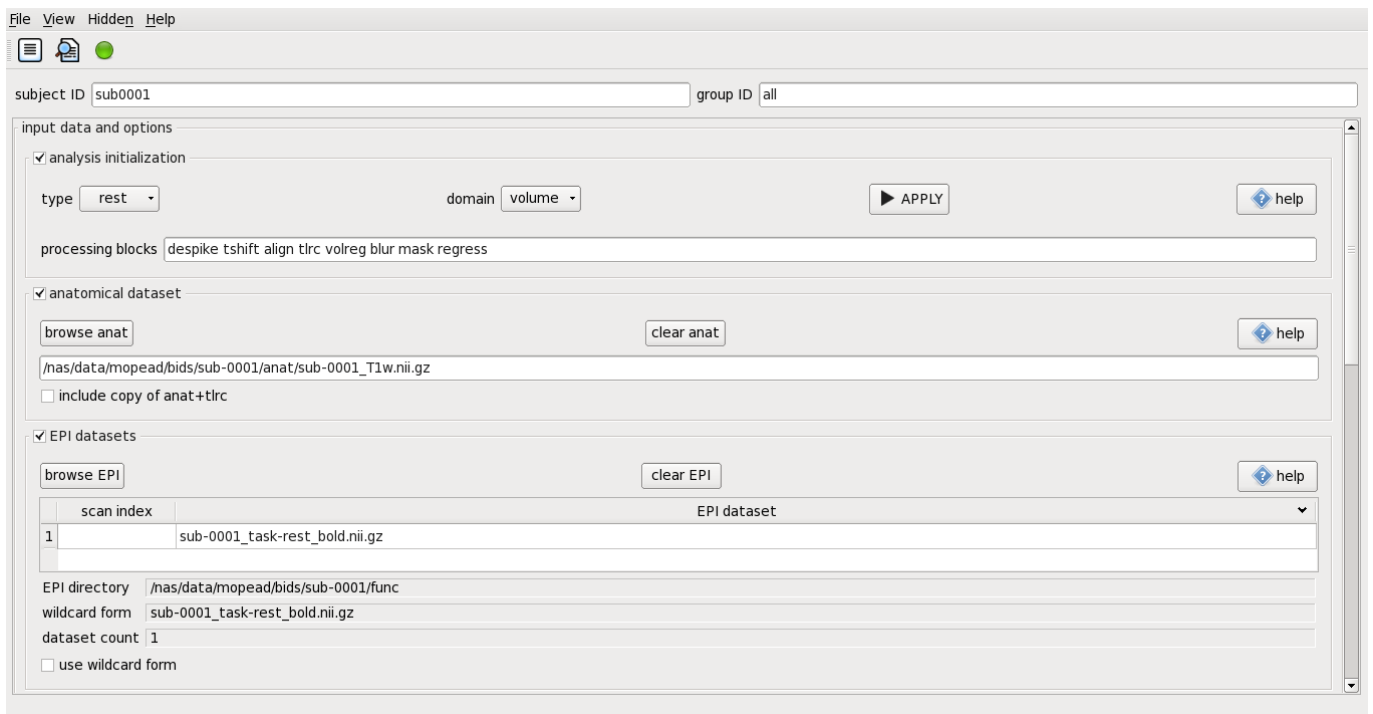 File View Hidden Help
subject ID sub0001 group ID all
input data and options
analysis initialization
type rest domain volume APPLY help
processing blocks despike tshift align tlrc volreg blur mask regress
anatomical dataset
browse anat clear anat help
/nas/data/mopead/bids/sub-0001/anat/sub-0001_T1w.nii.gz
include copy of anat+tlrc
EPI datasets
browse EPI clear EPI help
scan index EPI dataset
1 sub-0001_task-rest_bold.nii.gz
EPI directory /nas/data/mopead/bids/sub-0001/func
wildcard form sub-0001_task-rest_bold.nii.gz
dataset count 1
use wildcard form